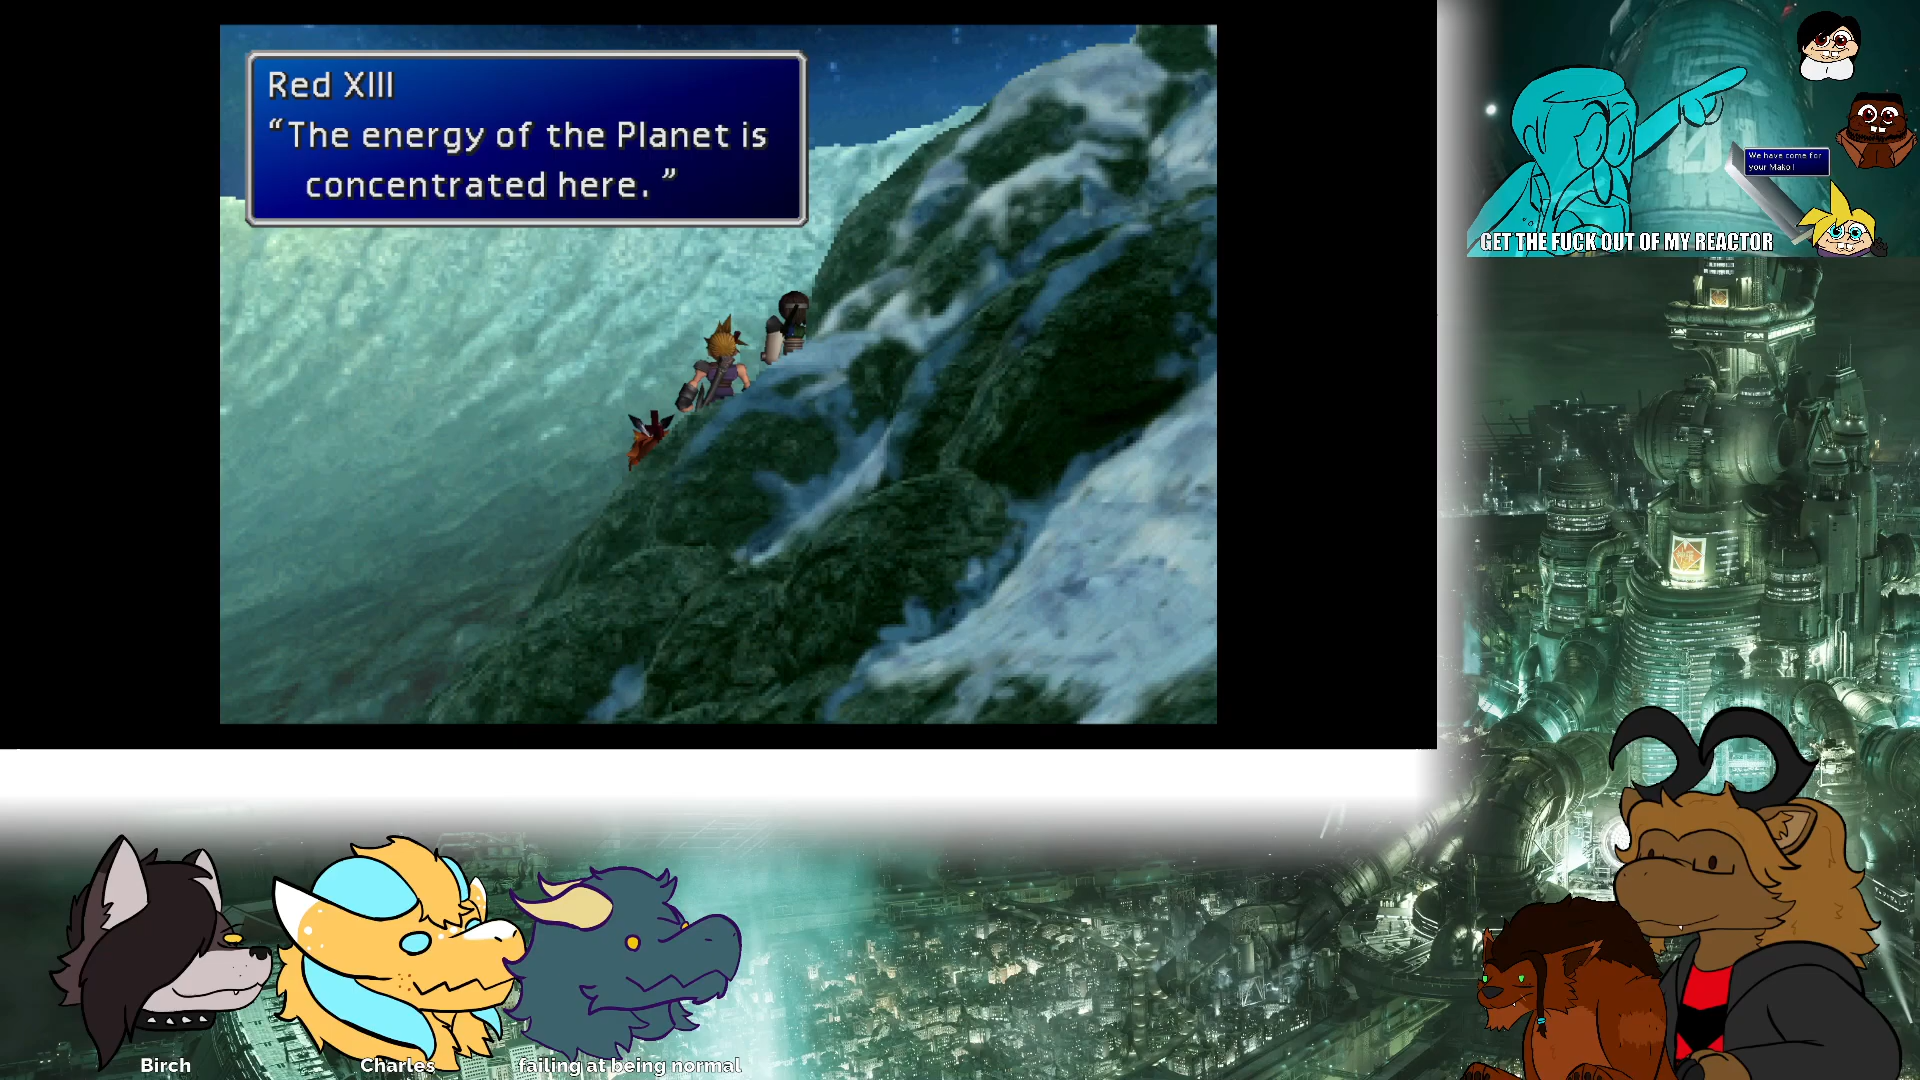 Red XIII
“The energy of the Planet is
concentrated here.”
We have come for
your Mako!
GET THE FUCK OUT OF MY REACTOR
Birch
Charles
failing at being normal